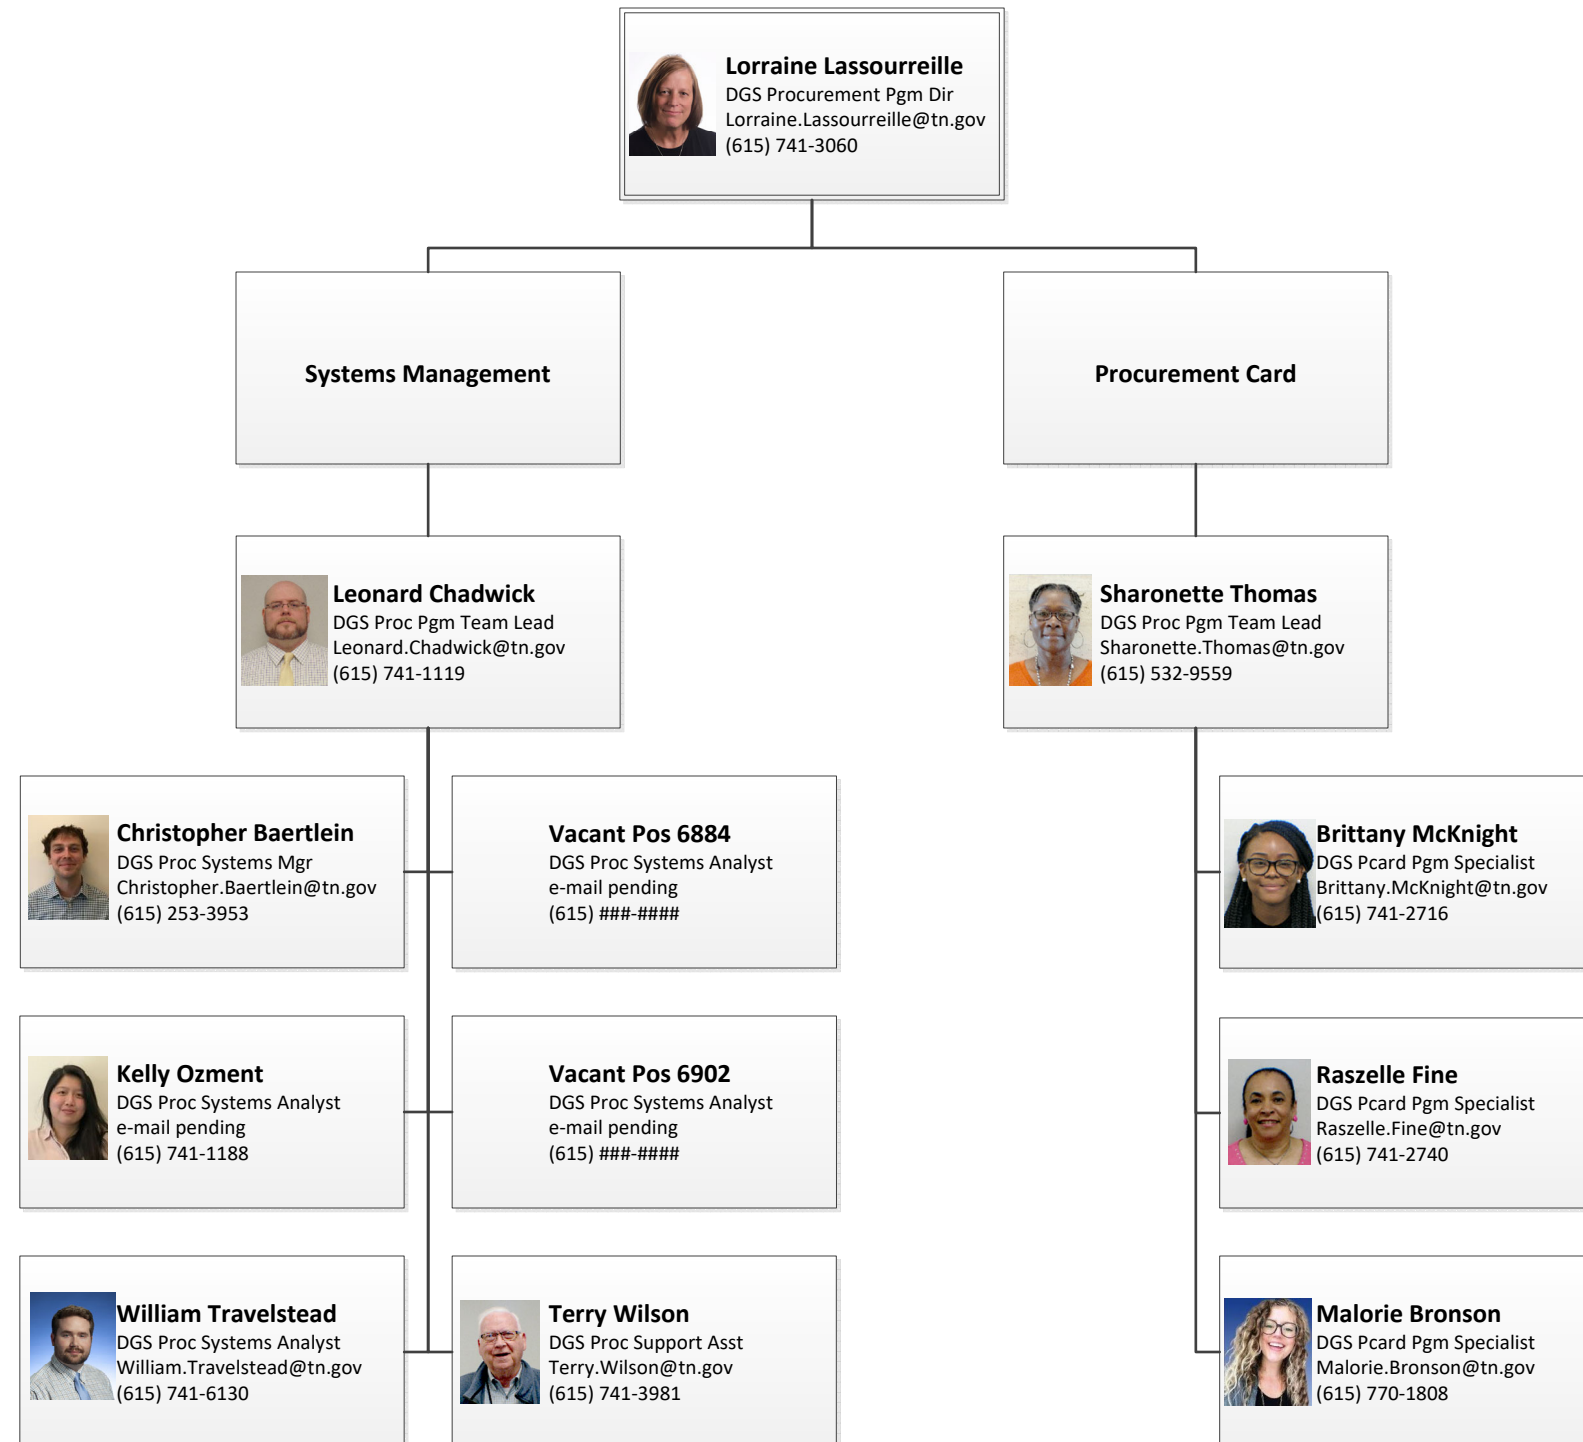 Lorraine Lassourreille
DGS Procurement Pgm Dir
Lorraine.Lassourreille@tn.gov
(615) 741-3060
Systems Management
Procurement Card
Leonard Chadwick
DGS Proc Pgm Team Lead
Leonard.Chadwick@tn.gov
(615) 741-1119
Sharonette Thomas
DGS Proc Pgm Team Lead
Sharonette.Thomas@tn.gov
(615) 532-9559
Christopher Baertlein
DGS Proc Systems Mgr
Christopher.Baertlein@tn.gov
(615) 253-3953
Vacant Pos 6884
DGS Proc Systems Analyst
e-mail pending
(615) ###-####
Brittany McKnight
DGS Pcard Pgm Specialist
Brittany.McKnight@tn.gov
(615) 741-2716
Kelly Ozment
DGS Proc Systems Analyst
e-mail pending
(615) 741-1188
Vacant Pos 6902
DGS Proc Systems Analyst
e-mail pending
(615) ###-####
Raszelle Fine
DGS Pcard Pgm Specialist
Raszelle.Fine@tn.gov
(615) 741-2740
William Travelstead
DGS Proc Systems Analyst
William.Travelstead@tn.gov
(615) 741-6130
Terry Wilson
DGS Proc Support Asst
Terry.Wilson@tn.gov
(615) 741-3981
Malorie Bronson
DGS Pcard Pgm Specialist
Malorie.Bronson@tn.gov
(615) 770-1808